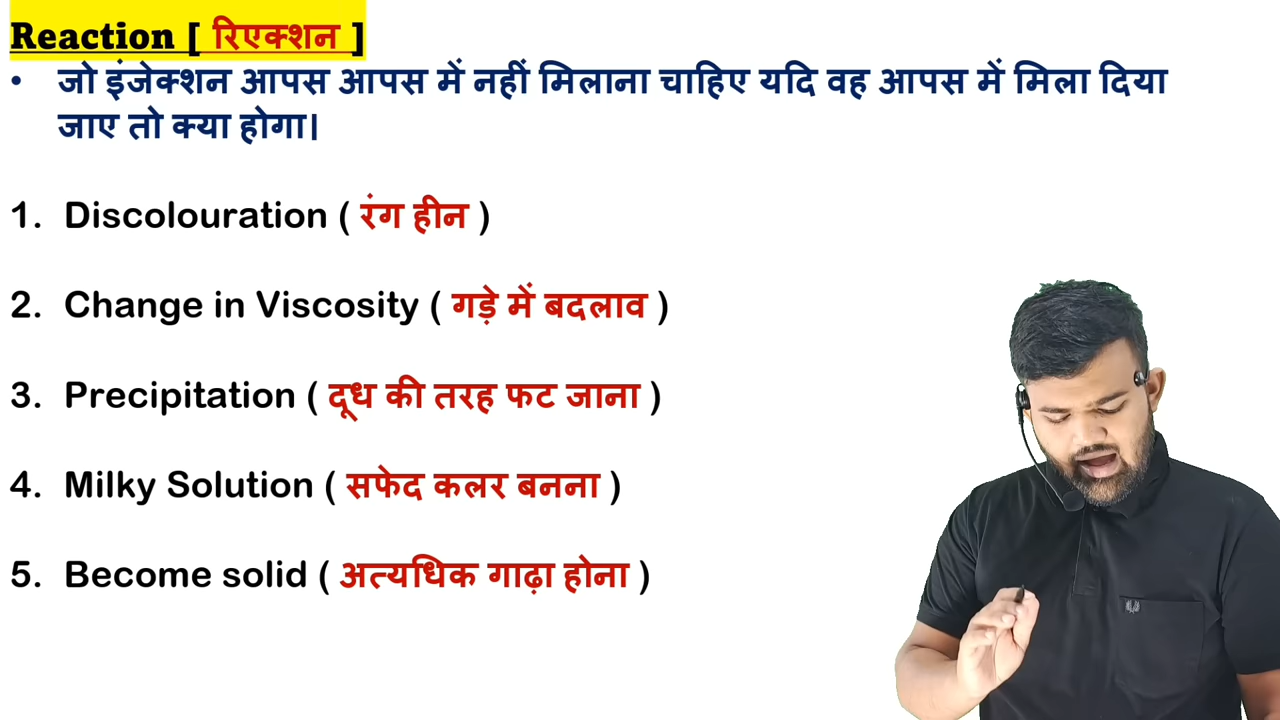 Reaction [ रिएक्शन ]
• जो इंजेक्शन आपस आपस में नहीं मिलाना चाहिए यदि वह आपस में मिला दिया
जाए तो क्या होगा।
1. Discolouration ( रंग हीन )
2. Change in Viscosity ( गड़े में बदलाव )
3. Precipitation ( दूध की तरह फट जाना )
4. Milky Solution ( सफेद कलर बनना )
5. Become solid ( अत्यधिक गाढ़ा होना )